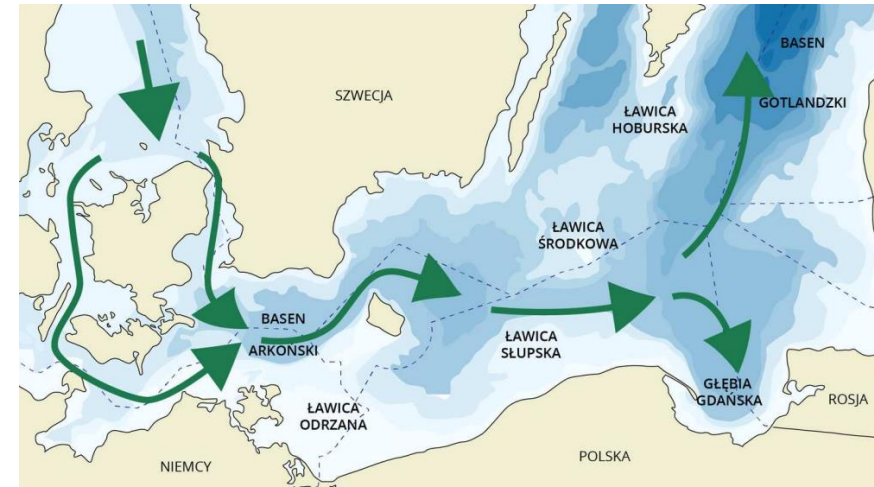 BASEN
GOTLANDZKI
SZWECJA
ŁAWICA
HOBURSKA
ŁAWICA
ŚRODKOWA
BASEN
ARKOŃSKI
ŁAWICA
SŁUPSKA
ŁAWICA
ODRZANA
GŁĘBIA
GDAŃSKA
ROSJA
NIEMCY
POLSKA